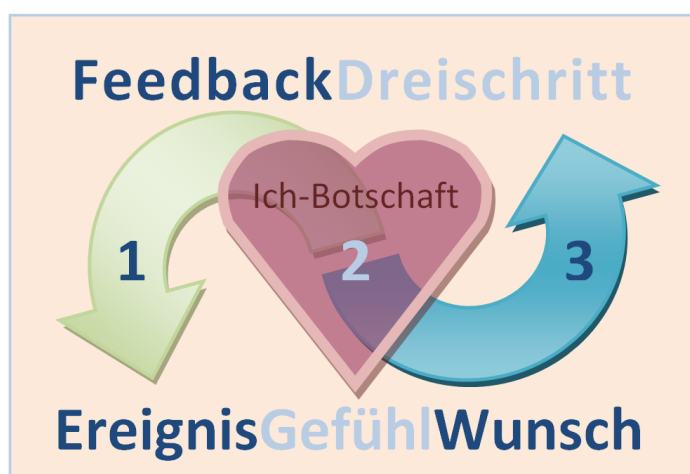 FeedbackDreischritt
Ich-Botschaft
1 2 3
EreignisGefühlWunsch